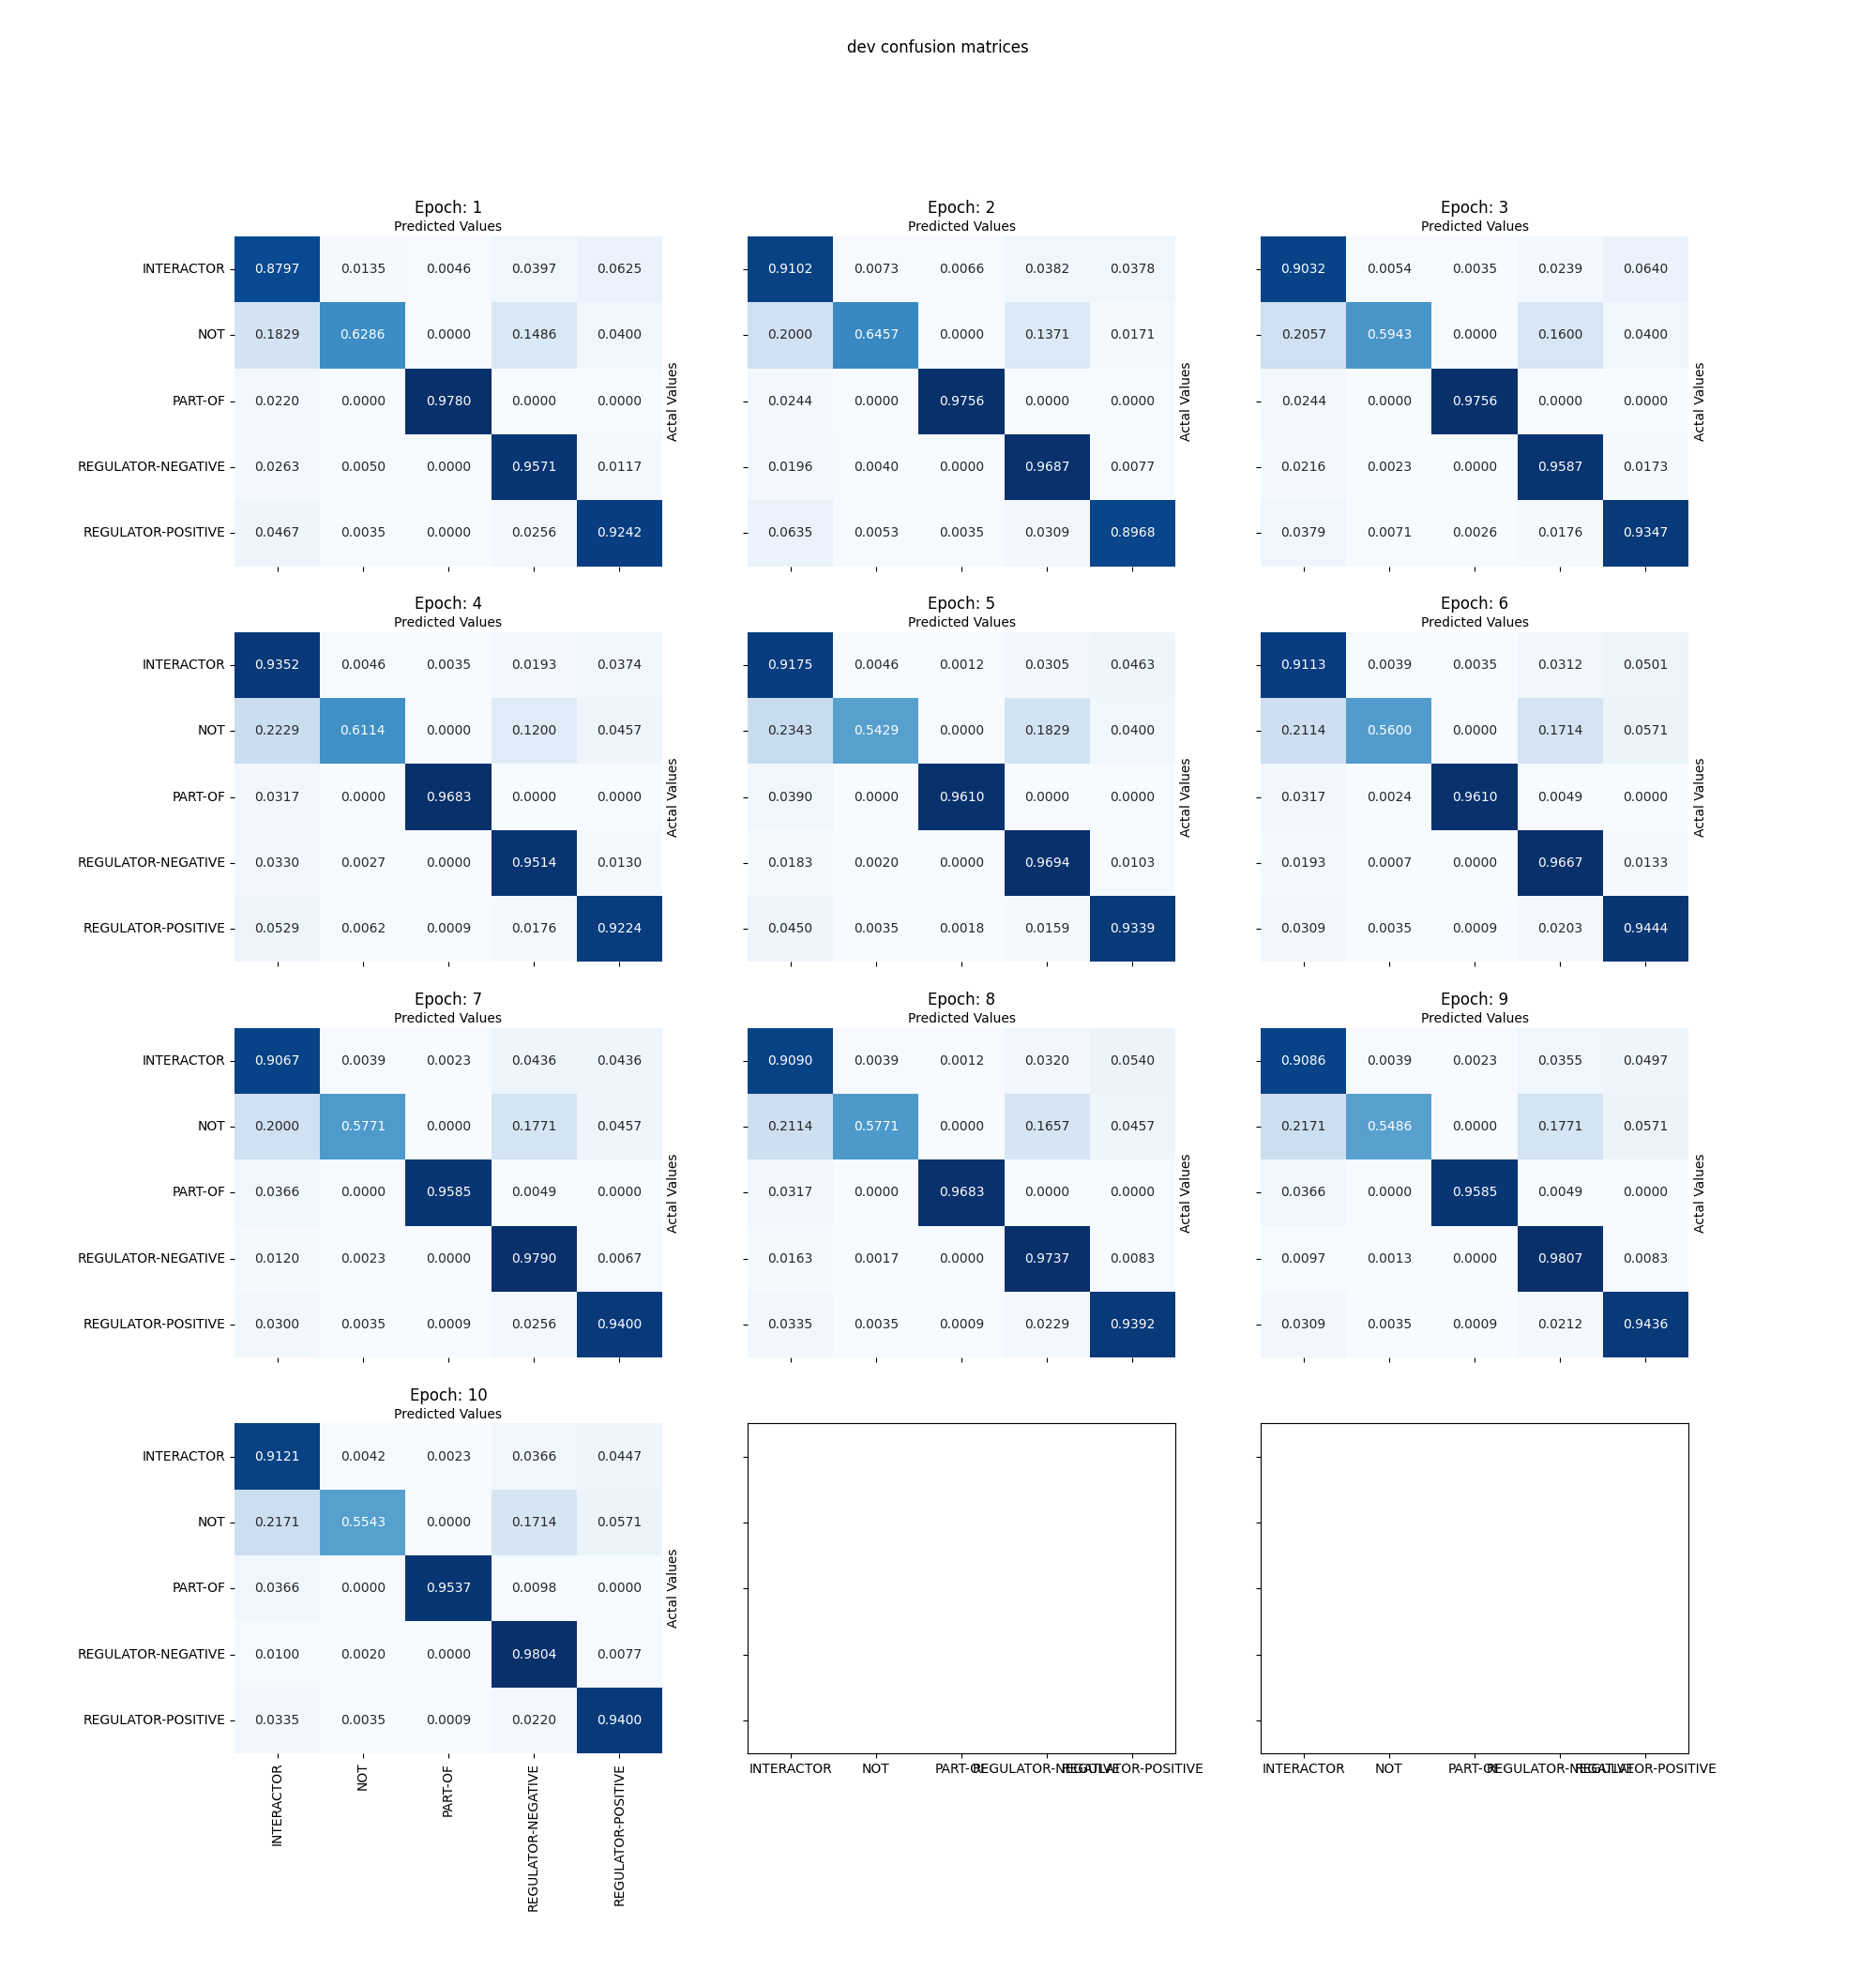 dev confusion matrices
Epoch: 1
Predicted Values
INTERACTOR 0.8797 0.0135 0.0046 0.0397 0.0625
NOT 0.1829 0.6286 0.0000 0.1486 0.0400
PART-OF 0.0220 0.0000 0.9780 0.0000 0.0000
REGULATOR-NEGATIVE 0.0263 0.0050 0.0000 0.9571 0.0117
REGULATOR-POSITIVE 0.0467 0.0035 0.0000 0.0256 0.9242
Actal Values
Epoch: 2
Predicted Values
0.9102 0.0073 0.0066 0.0382 0.0378
0.2000 0.6457 0.0000 0.1371 0.0171
0.0244 0.0000 0.9756 0.0000 0.0000
0.0196 0.0040 0.0000 0.9687 0.0077
0.0635 0.0053 0.0035 0.0309 0.8968
Actal Values
Epoch: 3
Predicted Values
0.9032 0.0054 0.0035 0.0239 0.0640
0.2057 0.5943 0.0000 0.1600 0.0400
0.0244 0.0000 0.9756 0.0000 0.0000
0.0216 0.0023 0.0000 0.9587 0.0173
0.0379 0.0071 0.0026 0.0176 0.9347
Actal Values
Epoch: 4
Predicted Values
INTERACTOR 0.9352 0.0046 0.0035 0.0193 0.0374
NOT 0.2229 0.6114 0.0000 0.1200 0.0457
PART-OF 0.0317 0.0000 0.9683 0.0000 0.0000
REGULATOR-NEGATIVE 0.0330 0.0027 0.0000 0.9514 0.0130
REGULATOR-POSITIVE 0.0529 0.0062 0.0009 0.0176 0.9224
Actal Values
Epoch: 5
Predicted Values
0.9175 0.0046 0.0012 0.0305 0.0463
0.2343 0.5429 0.0000 0.1829 0.0400
0.0390 0.0000 0.9610 0.0000 0.0000
0.0183 0.0020 0.0000 0.9694 0.0103
0.0450 0.0035 0.0018 0.0159 0.9339
Actal Values
Epoch: 6
Predicted Values
0.9113 0.0039 0.0035 0.0312 0.0501
0.2114 0.5600 0.0000 0.1714 0.0571
0.0317 0.0024 0.9610 0.0049 0.0000
0.0193 0.0007 0.0000 0.9667 0.0133
0.0309 0.0035 0.0009 0.0203 0.9444
Actal Values
Epoch: 7
Predicted Values
INTERACTOR 0.9067 0.0039 0.0023 0.0436 0.0436
NOT 0.2000 0.5771 0.0000 0.1771 0.0457
PART-OF 0.0366 0.0000 0.9585 0.0049 0.0000
REGULATOR-NEGATIVE 0.0120 0.0023 0.0000 0.9790 0.0067
REGULATOR-POSITIVE 0.0300 0.0035 0.0009 0.0256 0.9400
Actal Values
Epoch: 8
Predicted Values
0.9090 0.0039 0.0012 0.0320 0.0540
0.2114 0.5771 0.0000 0.1657 0.0457
0.0317 0.0000 0.9683 0.0000 0.0000
0.0163 0.0017 0.0000 0.9737 0.0083
0.0335 0.0035 0.0009 0.0229 0.9392
Actal Values
Epoch: 9
Predicted Values
0.9086 0.0039 0.0023 0.0355 0.0497
0.2171 0.5486 0.0000 0.1771 0.0571
0.0366 0.0000 0.9585 0.0049 0.0000
0.0097 0.0013 0.0000 0.9807 0.0083
0.0309 0.0035 0.0009 0.0212 0.9436
Actal Values
Epoch: 10
Predicted Values
INTERACTOR 0.9121 0.0042 0.0023 0.0366 0.0447
NOT 0.2171 0.5543 0.0000 0.1714 0.0571
PART-OF 0.0366 0.0000 0.9537 0.0098 0.0000
REGULATOR-NEGATIVE 0.0100 0.0020 0.0000 0.9804 0.0077
REGULATOR-POSITIVE 0.0335 0.0035 0.0009 0.0220 0.9400
Actal Values
INTERACTOR
NOT
PART-OF
REGULATOR-NEGATIVE
REGULATOR-POSITIVE
INTERACTOR NOT PART-OF REGULATOR-NEGATIVE REGULATOR-POSITIVE
INTERACTOR NOT PART-OF REGULATOR-NEGATIVE REGULATOR-POSITIVE